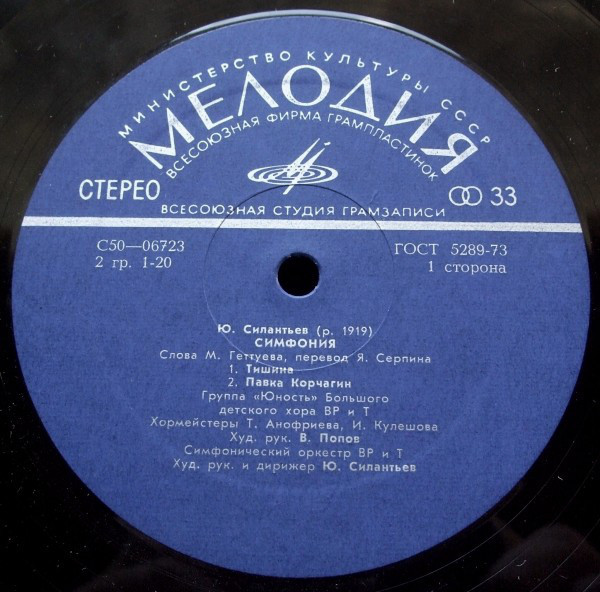 МИНИСТЕРСТВО КУЛЬТУРЫ СССР
МЕЛОДИЯ
ВСЕСОЮЗНАЯ ФИРМА ГРАМПЛАСТИНОК
СТЕРЕО
33
ВСЕСОЮЗНАЯ СТУДИЯ ГРАМЗАПИСИ
С50—06723
ГОСТ 5289-73
2 гр. 1-20
1 сторона
Ю. Силантьев (р. 1919)
СИМФОНИЯ
Слова М. Геттуева, перевод Я. Серпина
1. Тишина
2. Павка Корчагин
Группа «Юность» Большого
детского хора ВР и Т
Хормейстеры Т. Анофриева, И. Кулешова
Худ. рук. В. Попов
Симфонический оркестр ВР и Т
Худ. рук. и дирижер Ю. Силантьев